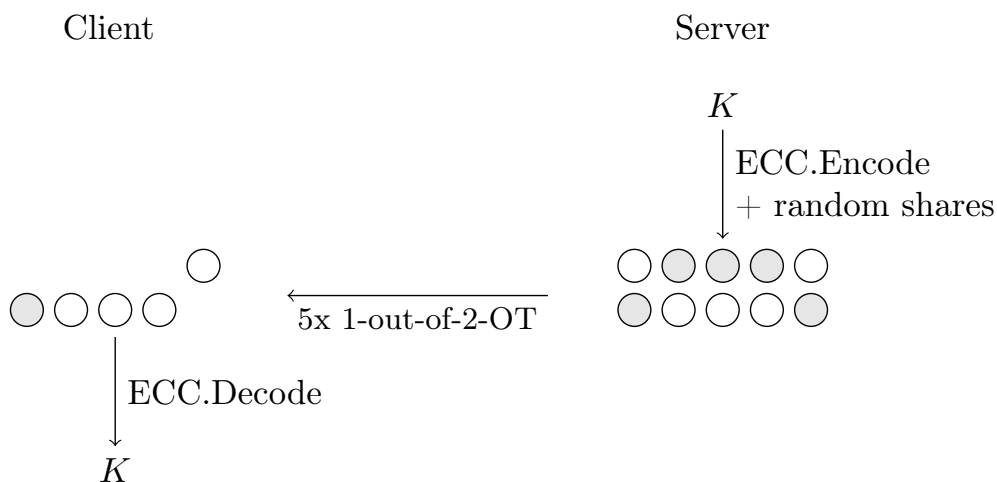 Client
Server
K
ECC.Encode
+ random shares
5x 1-out-of-2-OT
ECC.Decode
K